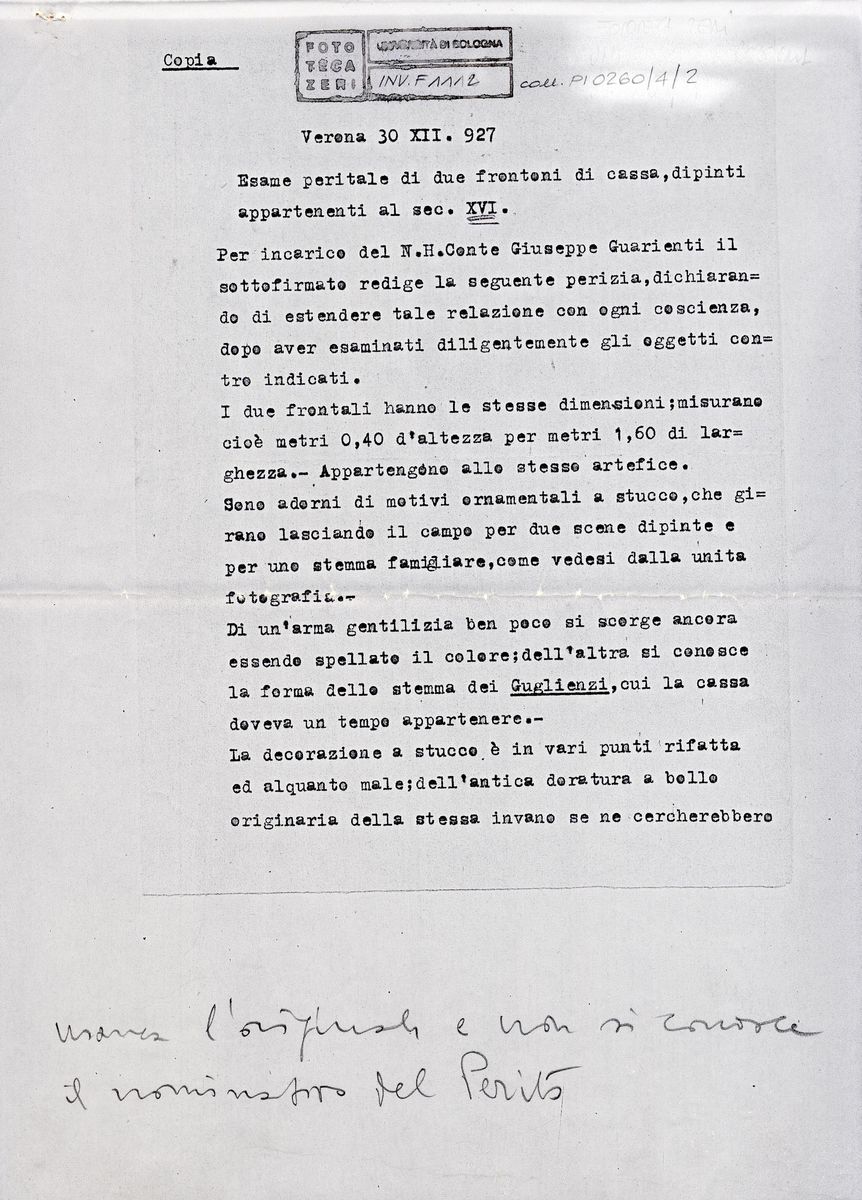 Copia
FOTO
TECA
ZERI
UNIVERSITÀ DI BOLOGNA
INV. F1112
coll. PI 0260/4/2
Verona 30 XII. 927
Esame peritale di due frontoni di cassa,dipinti
appartenenti al sec. XVI.
Per incarico del N.H.Conte Giuseppe Guarienti il
sottofirmato redige la seguente perizia,dichiaran=
do di estendere tale relazione con ogni coscienza,
dopo aver esaminati diligentemente gli oggetti con=
tro indicati.
I due frontali hanno le stesse dimensioni;misurano
cioè metri 0,40 d'altezza per metri 1,60 di lar=
ghezza.- Appartengono allo stesso artefice.
Sono adorni di motivi ornamentali a stucco,che gi=
rano lasciando il campo per due scene dipinte e
per uno stemma famigliare,come vedesi dalla unita
fotografia.-
Di un'arma gentilizia ben poco si scorge ancora
essendo spellato il colore;dell'altra si conosce
la forma dello stemma dei Guglienzi,cui la cassa
doveva un tempo appartenere.-
La decorazione a stucco è in vari punti rifatta
ed alquanto male;dell'antica doratura a bollo
originaria della stessa invano se ne cercherebbero
manca l'originale e non si conosce
il nominativo del Perito